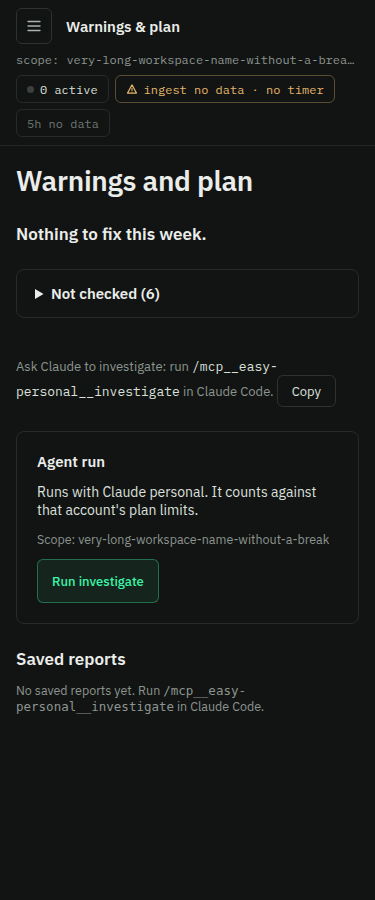 Warnings & plan
scope: very-long-workspace-name-without-a-brea…
0 active
ingest no data · no timer
5h no data
Warnings and plan
Nothing to fix this week.
Not checked (6)
Ask Claude to investigate: run /mcp__easy-
personal__investigate in Claude Code. Copy
Agent run
Runs with Claude personal. It counts against
that account's plan limits.
Scope: very-long-workspace-name-without-a-break
Run investigate
Saved reports
No saved reports yet. Run /mcp__easy-
personal__investigate in Claude Code.